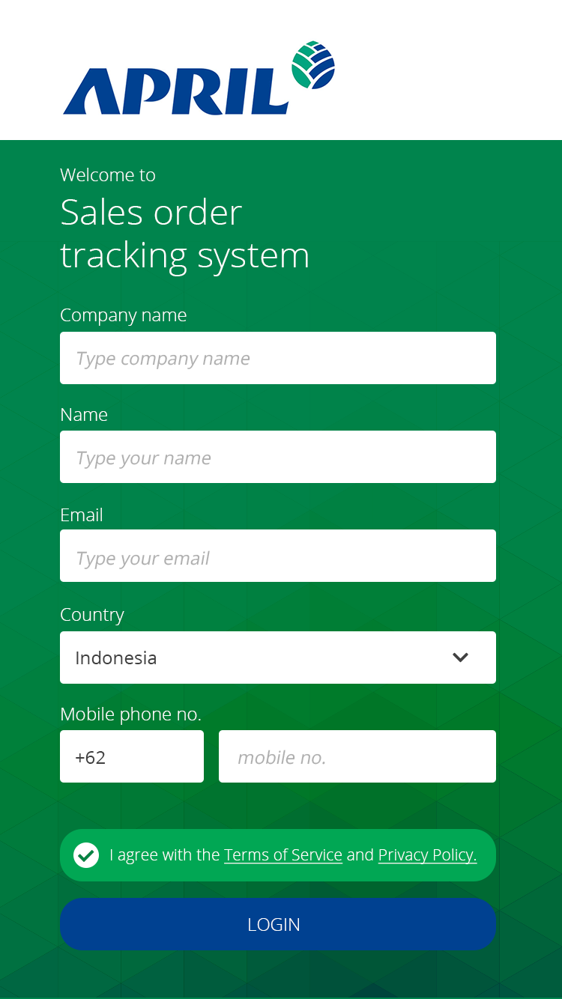 APRIL
Welcome to
Sales order
tracking system
Company name
Type company name
Name
Type your name
Email
Type your email
Country
Indonesia
Mobile phone no.
+62 mobile no.
I agree with the Terms of Service and Privacy Policy.
LOGIN